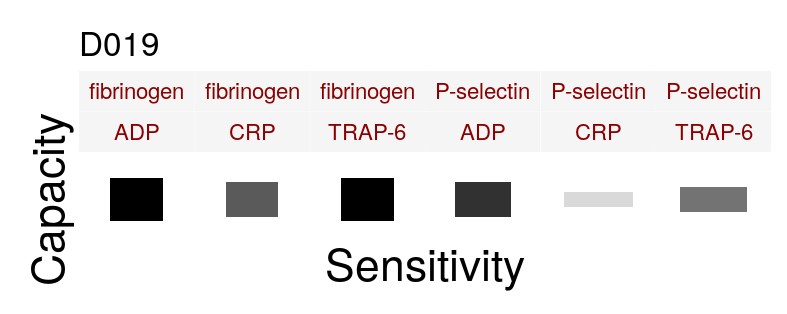 D019
fibrinogen fibrinogen fibrinogen P-selectin P-selectin P-selectin
ADP CRP TRAP-6 ADP CRP TRAP-6
Capacity
Sensitivity